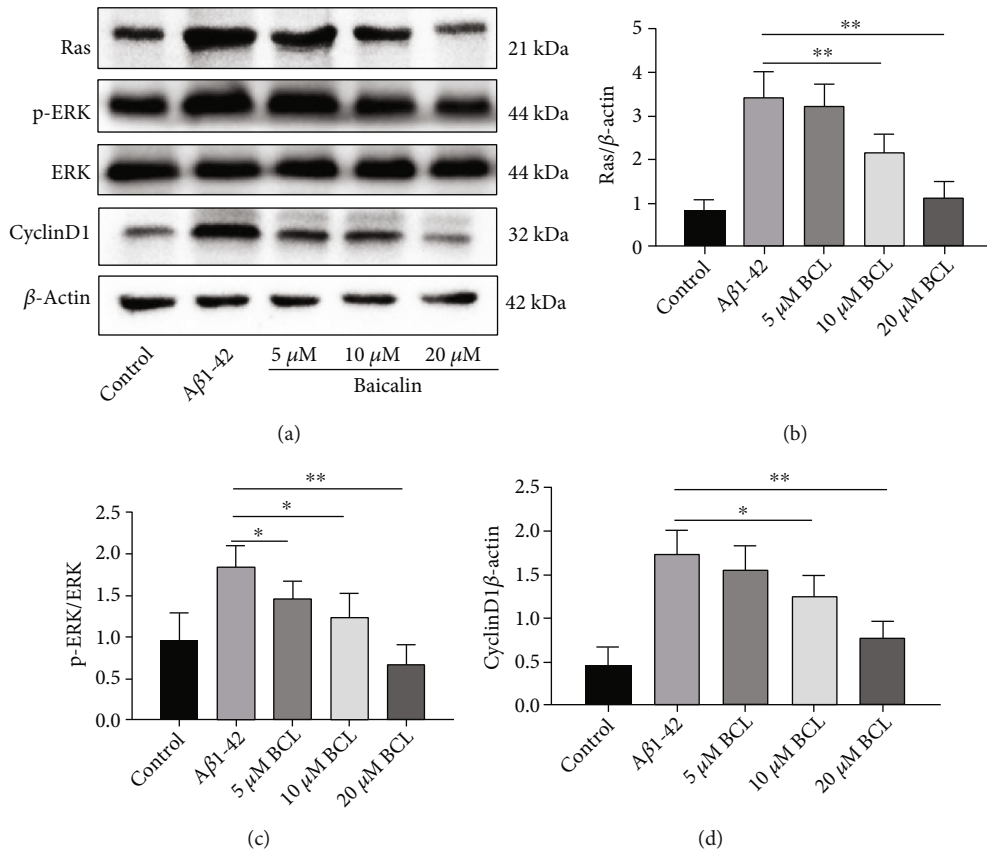 Ras
21 kDa
p-ERK
44 kDa
ERK
44 kDa
CyclinD1
32 kDa
β-Actin
42 kDa
Control
Aβ1-42
5 μM
10 μM
20 μM
Baicalin
(a)
**
**
5
4
3
2
1
0
Ras/β-actin
Control
Aβ1-42
5 μM BCL
10 μM BCL
20 μM BCL
(b)
**
*
*
2.5
2.0
1.5
1.0
0.5
0.0
p-ERK/ERK
Control
Aβ1-42
5 μM BCL
10 μM BCL
20 μM BCL
(c)
**
*
2.5
2.0
1.5
1.0
0.5
0.0
CyclinD1β-actin
Control
Aβ1-42
5 μM BCL
10 μM BCL
20 μM BCL
(d)